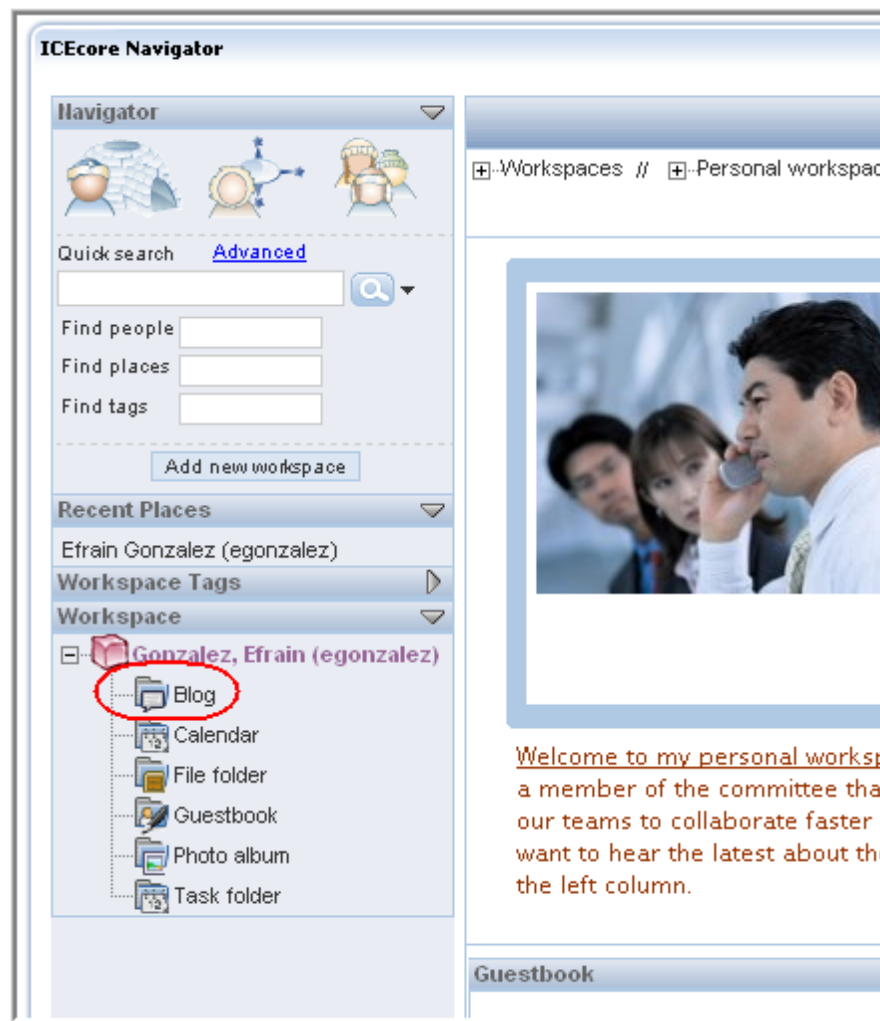 ICEcore Navigator
Navigator
Quick search Advanced
Find people
Find places
Find tags
Add new workspace
Recent Places
Efrain Gonzalez (egonzalez)
Workspace Tags
Workspace
Gonzalez, Efrain (egonzalez)
Blog
Calendar
File folder
Guestbook
Photo album
Task folder
Workspaces // Personal workspac
Welcome to my personal worksp
a member of the committee tha
our teams to collaborate faster
want to hear the latest about the
the left column.
Guestbook